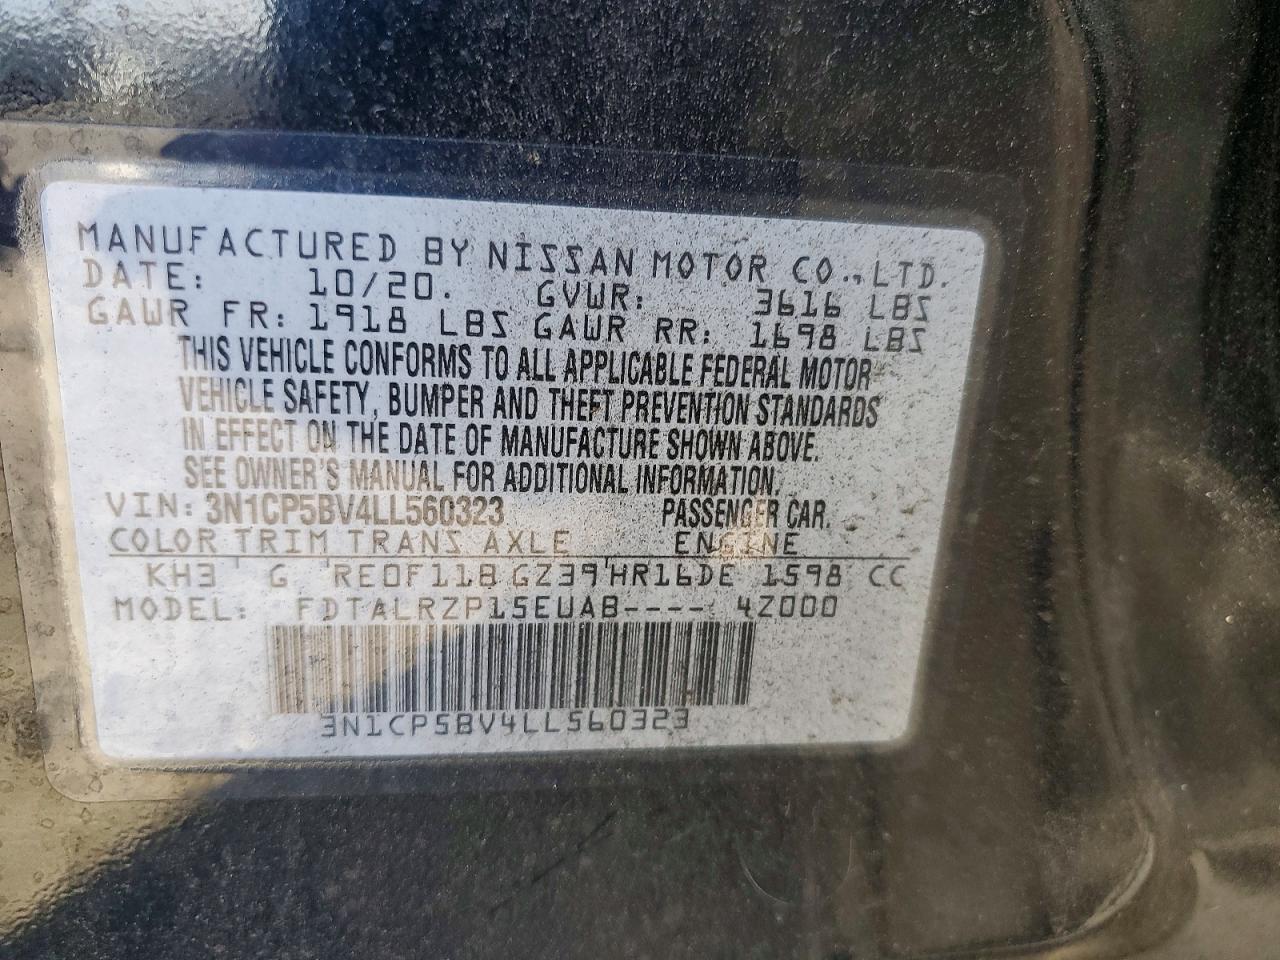 MANUFACTURED BY NISSAN MOTOR CO., LTD.
DATE: 10/20. GVWR: 3616 LBS
GAWR FR: 1918 LBS GAWR RR: 1698 LBS
THIS VEHICLE CONFORMS TO ALL APPLICABLE FEDERAL MOTOR
VEHICLE SAFETY, BUMPER AND THEFT PREVENTION STANDARDS
IN EFFECT ON THE DATE OF MANUFACTURE SHOWN ABOVE.
SEE OWNER'S MANUAL FOR ADDITIONAL INFORMATION.
VIN: 3N1CP5BV4LL560323 PASSENGER CAR.
COLOR TRIM TRANS AXLE ENGINE
KH3 G RE0F11B GZ39 HR16DE 1598 CC
MODEL: FDTALRZP15EUAB---- 4Z000
3N1CP5BV4LL560323